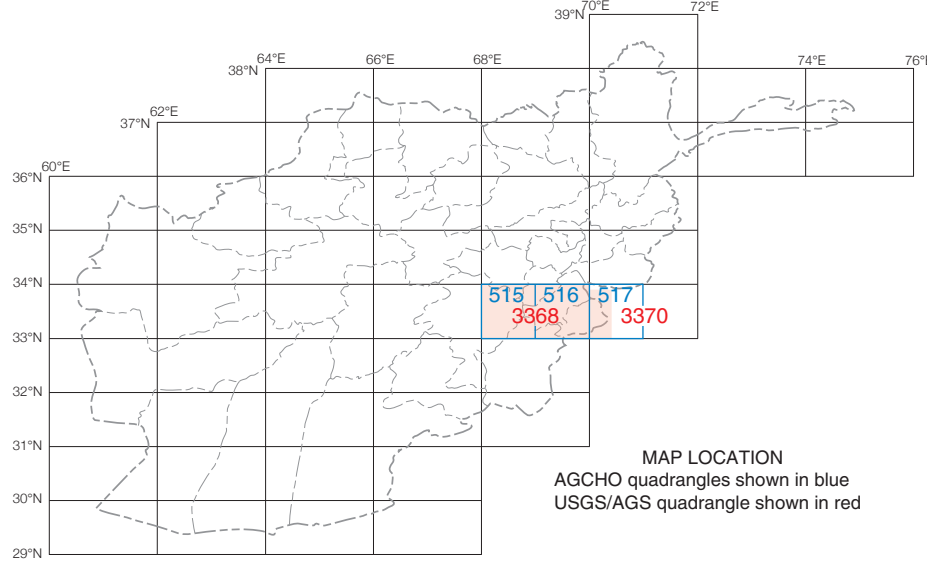 70°E 72°E
39°N
64°E 66°E 68°E 74°E 76°
38°N
62°E
37°N
60°E
36°N
35°N
34°N
515 516 517
3368 3370
33°N
32°N
31°N
MAP LOCATION
AGCHO quadrangles shown in blue
USGS/AGS quadrangle shown in red
30°N
29°N